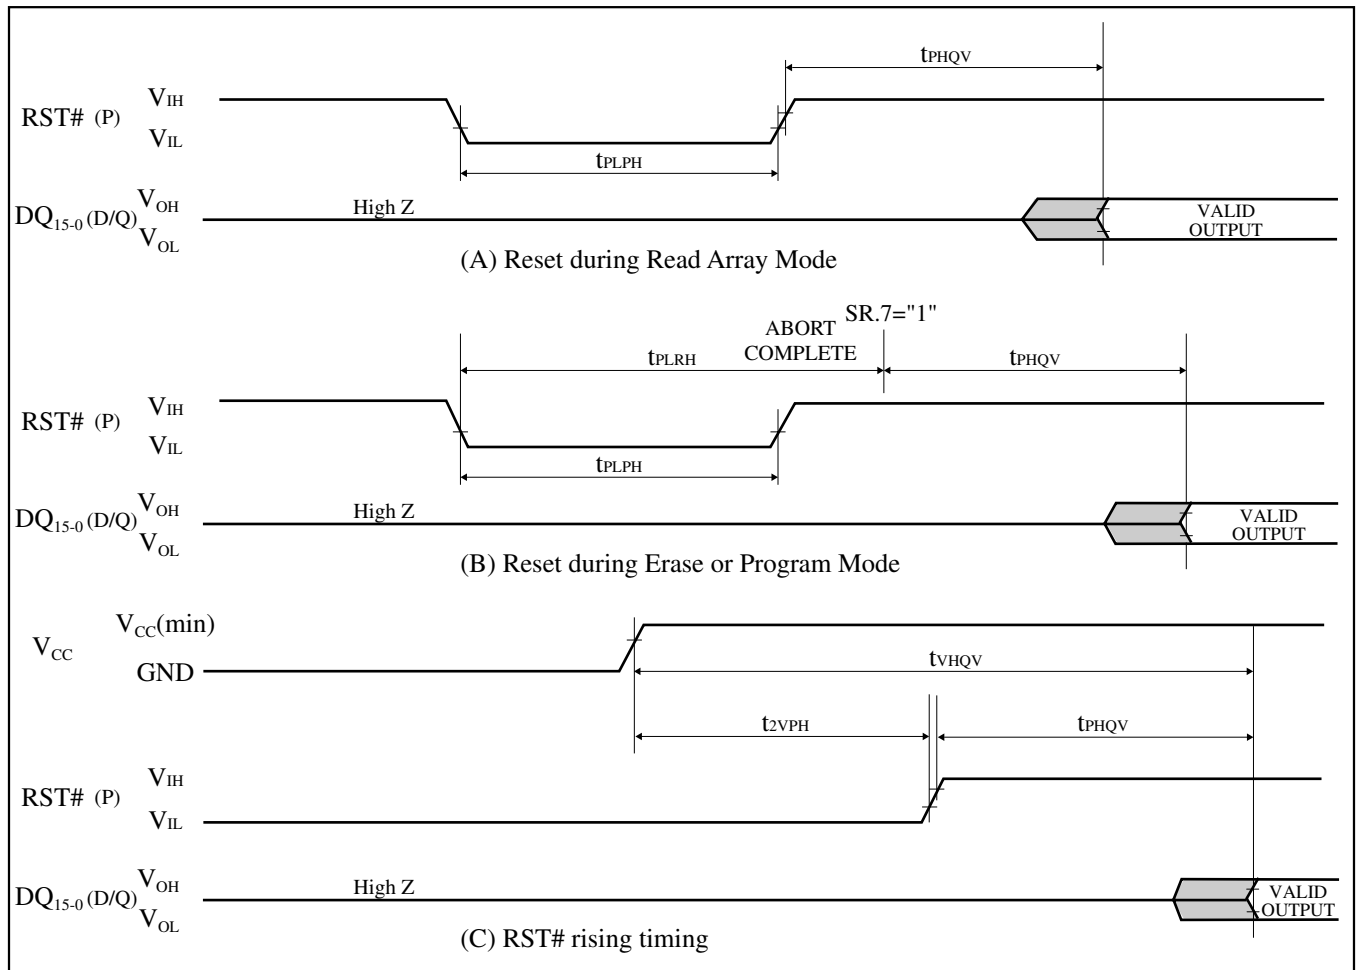 tPHQV
VIH
RST# (P)
VIL
tPLPH
VOH
DQ15-0 (D/Q)
High Z
VALID
OUTPUT
VOL
(A) Reset during Read Array Mode
SR.7="1"
ABORT
COMPLETE
tPLRH
tPHQV
VIH
RST# (P)
VIL
tPLPH
VOH
DQ15-0 (D/Q)
High Z
VALID
OUTPUT
VOL
(B) Reset during Erase or Program Mode
VCC(min)
VCC
GND
tVHQV
t2VPH
tPHQV
VIH
RST# (P)
VIL
VOH
DQ15-0 (D/Q)
High Z
VALID
OUTPUT
VOL
(C) RST# rising timing